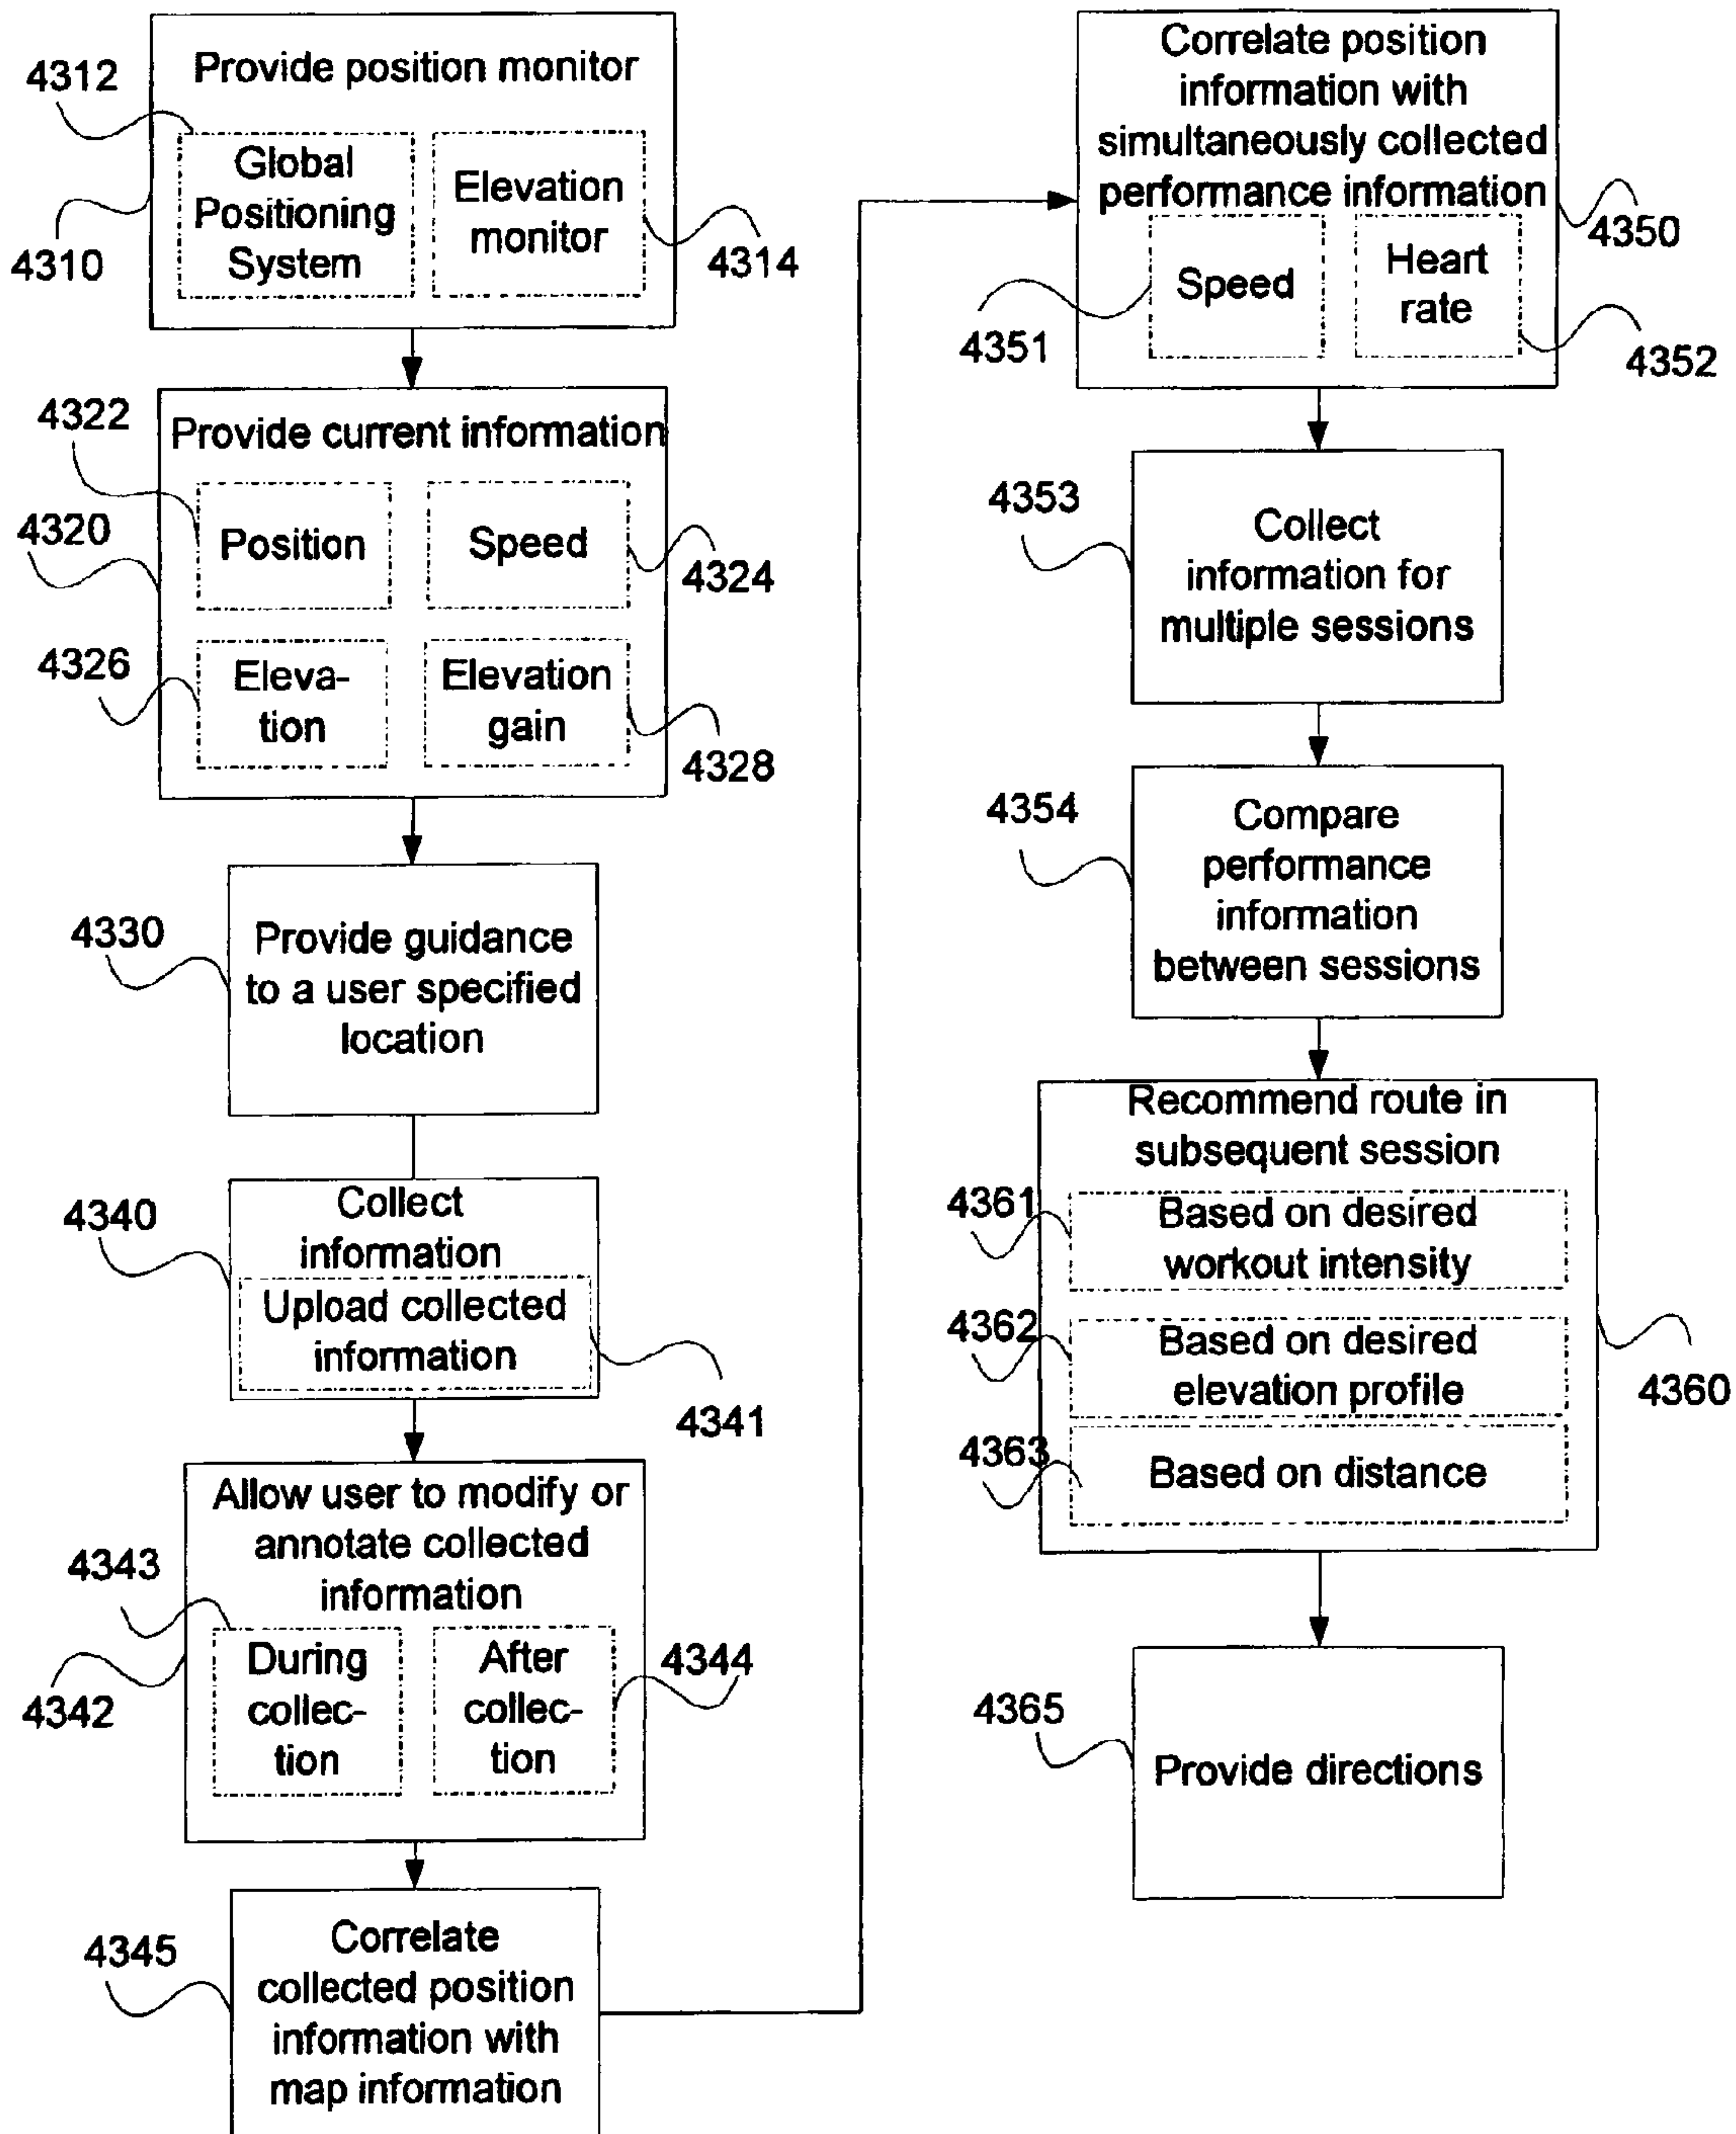 Provide position monitor
4312
Global
Positioning
System
Elevation
monitor
4310
4314
Provide current information
4322
4320
Position
Speed
4324
4326
Eleva-
tion
Elevation
gain
4328
4330
Provide guidance
to a user specified
location
4340
Collect
information
Upload collected
information
4341
Allow user to modify or
annotate collected
information
4343
4342
During
collec-
tion
After
collec-
tion
4344
4345
Correlate
collected position
information with
map information
Correlate position
information with
simultaneously collected
performance information
4350
Speed
Heart
rate
4351
4352
4353
Collect
information for
multiple sessions
4354
Compare
performance
information
between sessions
Recommend route in
subsequent session
4361
Based on desired
workout intensity
4362
Based on desired
elevation profile
4360
4363
Based on distance
4365
Provide directions